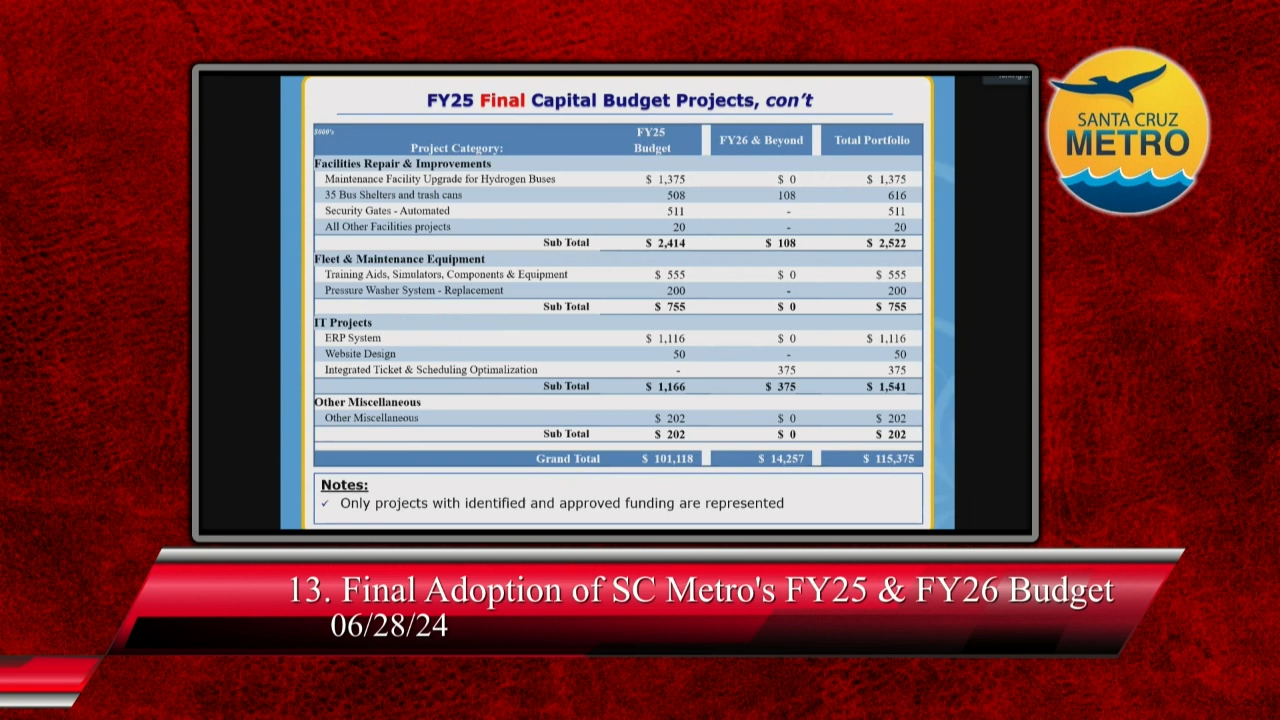 FY25 Final Capital Budget Projects, con't
$000's
Project Category: FY25 Budget FY26 & Beyond Total Portfolio
Facilities Repair & Improvements
Maintenance Facility Upgrade for Hydrogen Buses $ 1,375 $ 0 $ 1,375
35 Bus Shelters and trash cans 508 108 616
Security Gates - Automated 511 - 511
All Other Facilities projects 20 - 20
Sub Total $ 2,414 $ 108 $ 2,522
Fleet & Maintenance Equipment
Training Aids, Simulators, Components & Equipment $ 555 $ 0 $ 555
Pressure Washer System - Replacement 200 - 200
Sub Total $ 755 $ 0 $ 755
IT Projects
ERP System $ 1,116 $ 0 $ 1,116
Website Design 50 - 50
Integrated Ticket & Scheduling Optimalization - 375 375
Sub Total $ 1,166 $ 375 $ 1,541
Other Miscellaneous
Other Miscellaneous $ 202 $ 0 $ 202
Sub Total $ 202 $ 0 $ 202
Grand Total $ 101,118 $ 14,257 $ 115,375
Notes:
✓ Only projects with identified and approved funding are represented
SANTA CRUZ
METRO
13. Final Adoption of SC Metro's FY25 & FY26 Budget
06/28/24